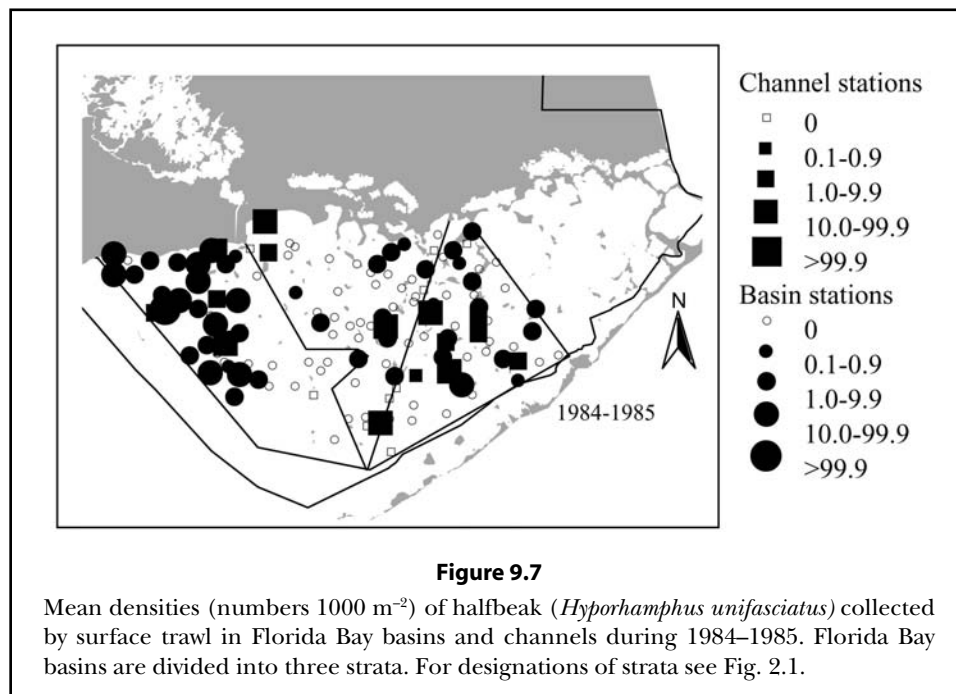 Channel stations
0
0.1-0.9
1.0-9.9
10.0-99.9
>99.9
Basin stations
0
0.1-0.9
1.0-9.9
10.0-99.9
>99.9
N
1984-1985
Figure 9.7
Mean densities (numbers 1000 m⁻²) of halfbeak (Hyporhamphus unifasciatus) collected
by surface trawl in Florida Bay basins and channels during 1984–1985. Florida Bay
basins are divided into three strata. For designations of strata see Fig. 2.1.